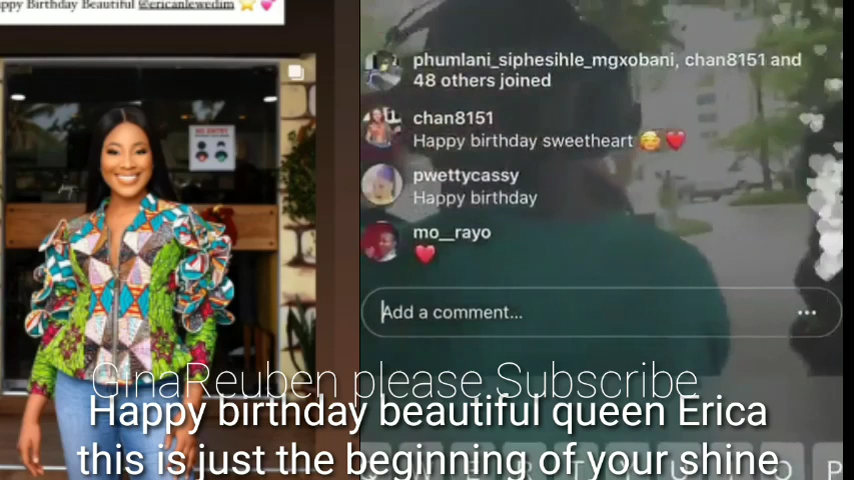 ppy Birthday Beautiful @ericanlewedim
phumlani_siphesihle_mgxobani, chan8151 and
48 others joined
chan8151
Happy birthday sweetheart 🥰❤️
pwettycassy
Happy birthday
mo__rayo
❤️
Add a comment...
GinaReuben please Subscribe
Happy birthday beautiful queen Erica
this is just the beginning of your shine